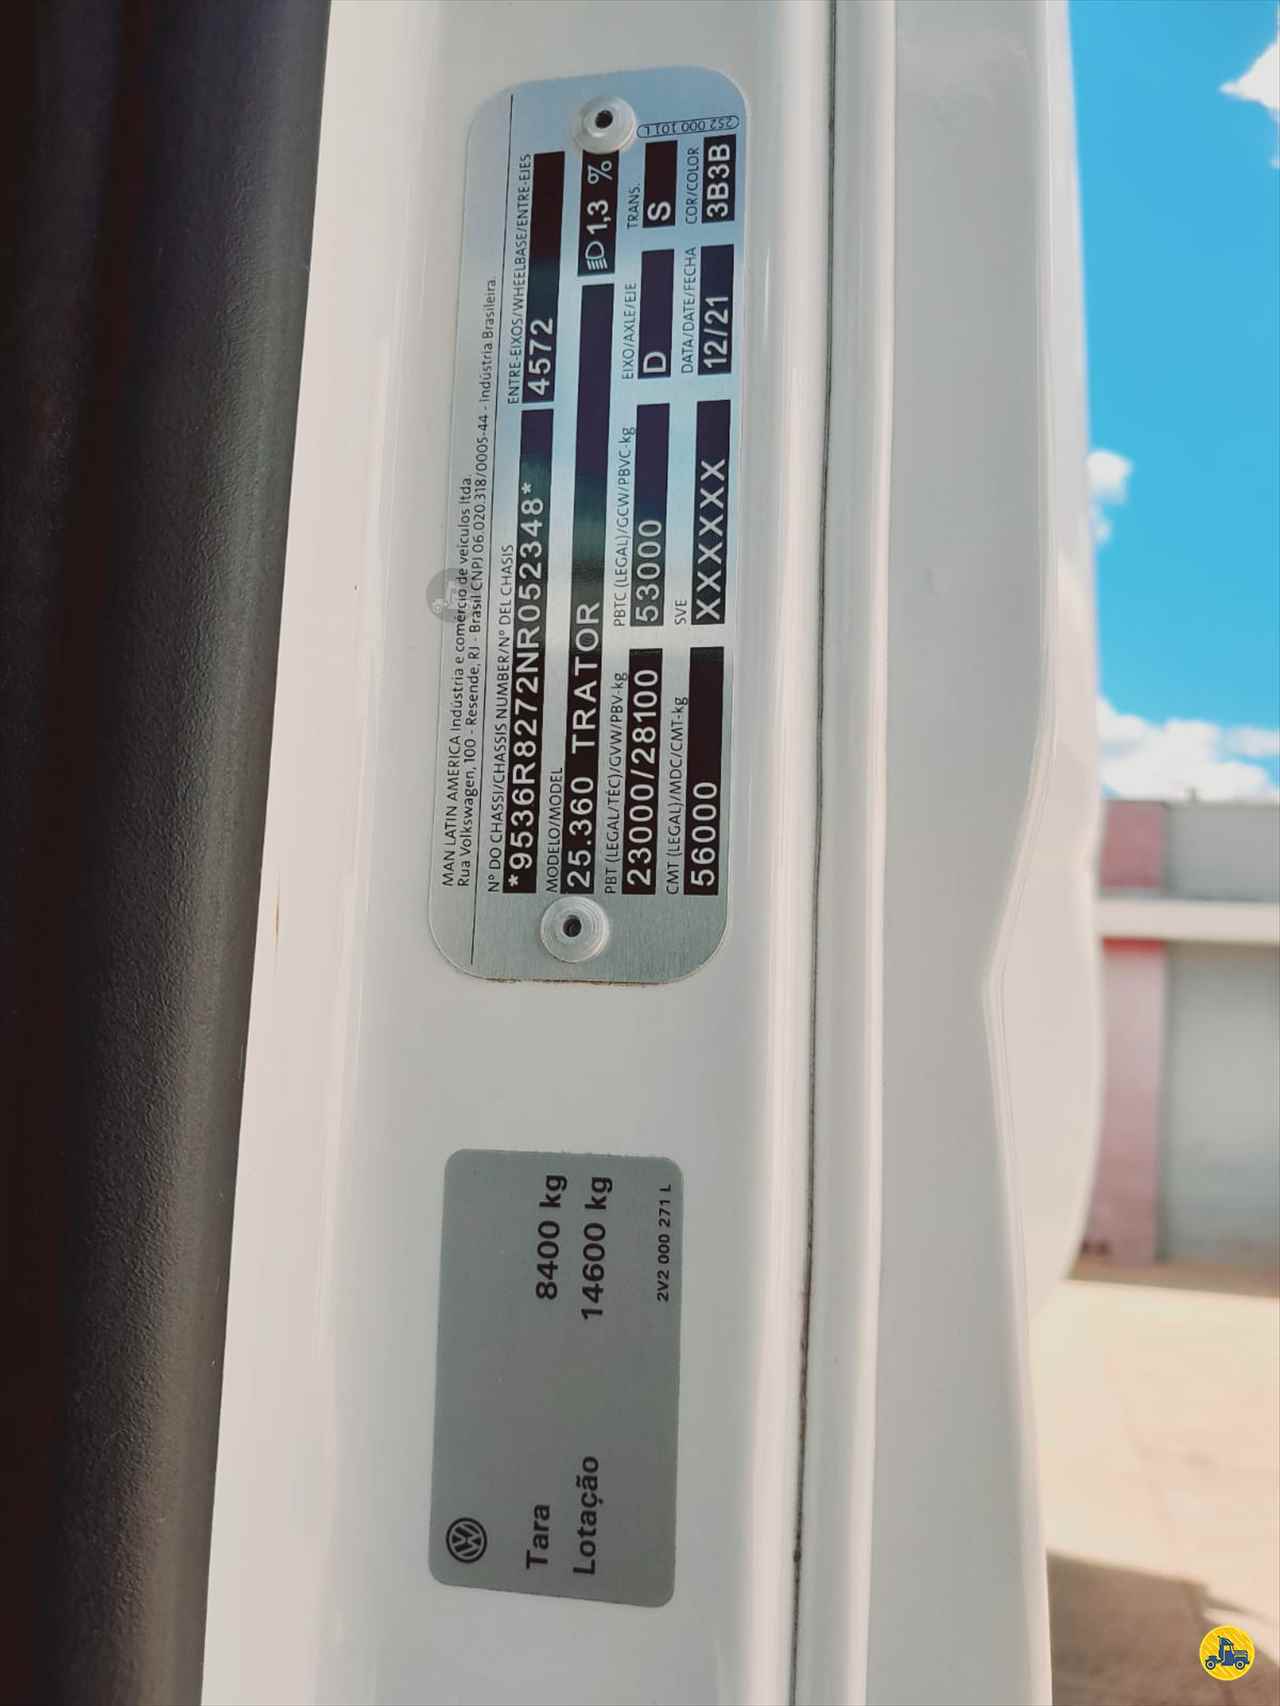 MAN LATIN AMERICA Indústria e comércio de veículos ltda.
Rua Volkswagen, 100 - Resende, RJ - Brasil CNPJ 06.020.318/0005-44 - Indústria Brasileira.
Nº DO CHASSI/CHASSIS NUMBER/Nº DEL CHASIS ENTRE-EIXOS/WHEELBASE/ENTRE-EJES
*9536R8272NR052348* 4572
MODELO/MODEL
25.360 TRATOR 1,3 %
PBT (LEGAL/TÉC)/GVW/PBV-kg PBTC (LEGAL)/GCW/PBVC-kg EIXO/AXLE/EJE TRANS.
23000/28100 53000 D S
CMT (LEGAL)/MDC/CMT-kg SVE DATA/DATE/FECHA COR/COLOR
56000 XXXXXX 12/21 3B3B
252 000 101 L
Tara 8400 kg
Lotação 14600 kg
2V2 000 271 L